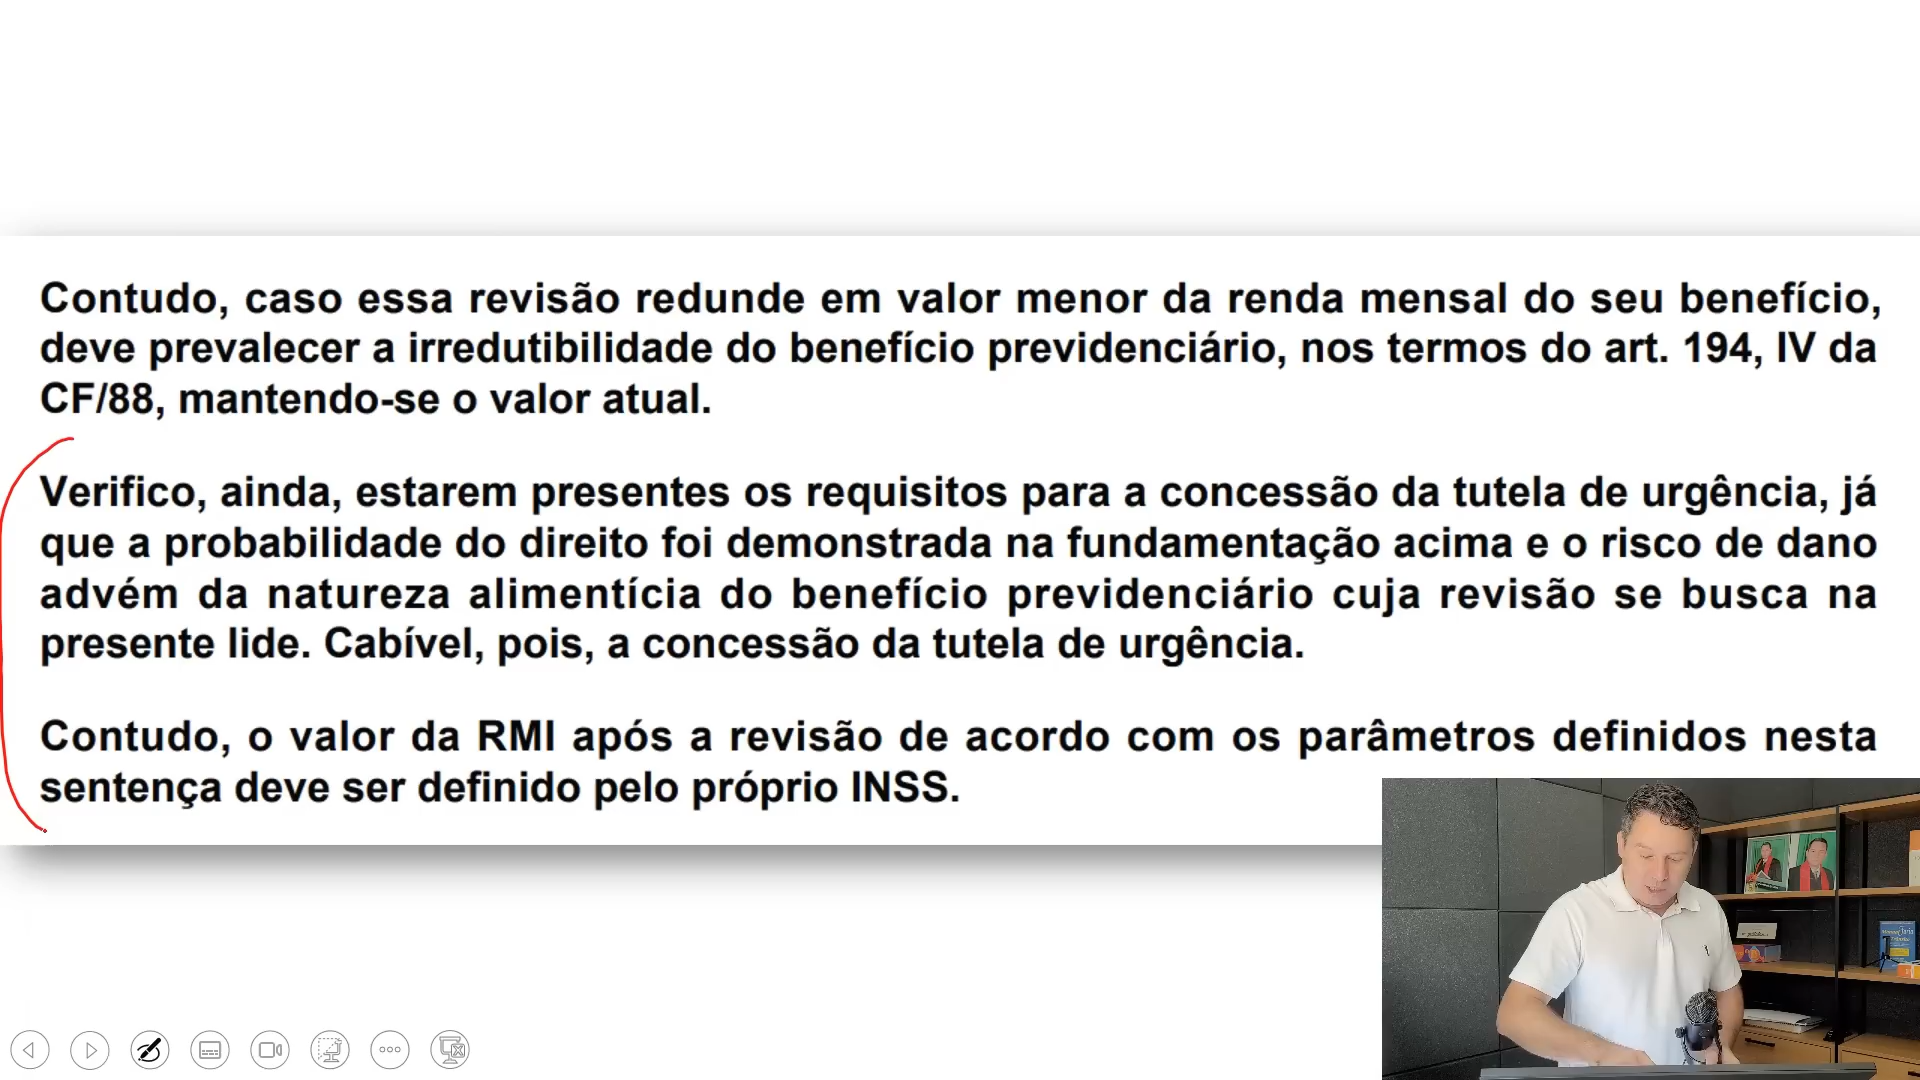 Contudo, caso essa revisão redunde em valor menor da renda mensal do seu benefício,
deve prevalecer a irredutibilidade do benefício previdenciário, nos termos do art. 194, IV da
CF/88, mantendo-se o valor atual.
Verifico, ainda, estarem presentes os requisitos para a concessão da tutela de urgência, já
que a probabilidade do direito foi demonstrada na fundamentação acima e o risco de dano
advém da natureza alimentícia do benefício previdenciário cuja revisão se busca na
presente lide. Cabível, pois, a concessão da tutela de urgência.
Contudo, o valor da RMI após a revisão de acordo com os parâmetros definidos nesta
sentença deve ser definido pelo próprio INSS.